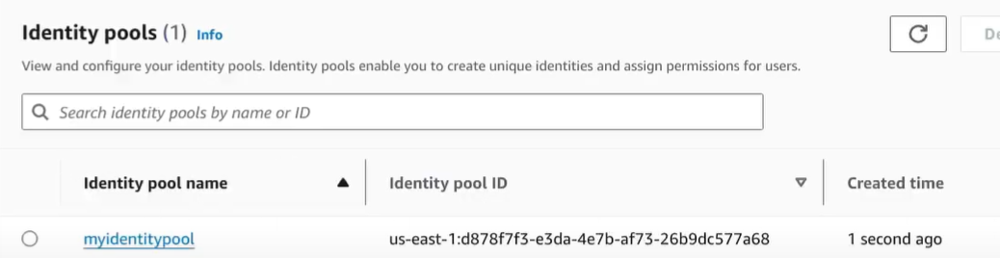 Identity pools (1) Info
De
View and configure your identity pools. Identity pools enable you to create unique identities and assign permissions for users.
Search identity pools by name or ID
Identity pool name Identity pool ID Created time
myidentitypool us-east-1:d878f7f3-e3da-4e7b-af73-26b9dc577a68 1 second ago